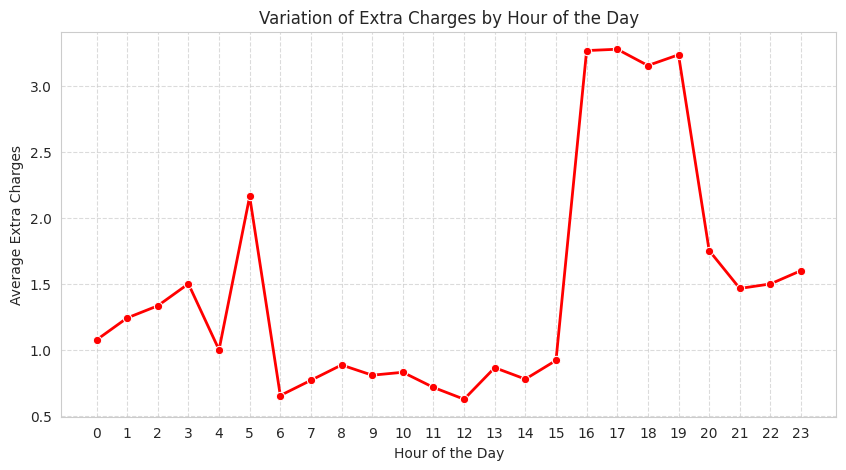 Variation of Extra Charges by Hour of the Day
Average Extra Charges
3.0
2.5
2.0
1.5
1.0
0.5
0 1 2 3 4 5 6 7 8 9 10 11 12 13 14 15 16 17 18 19 20 21 22 23
Hour of the Day